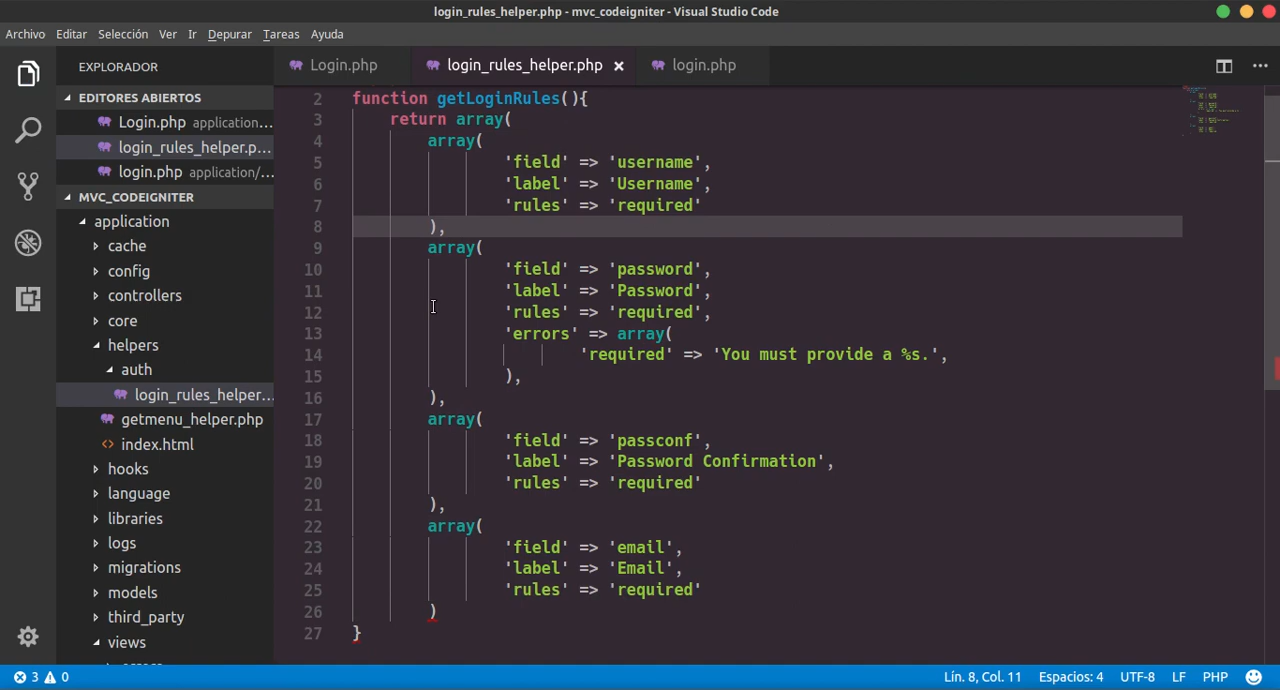 login_rules_helper.php - mvc_codeigniter - Visual Studio Code
Archivo Editar Selección Ver Ir Depurar Tareas Ayuda
EXPLORADOR
EDITORES ABIERTOS
Login.php application...
login_rules_helper.p...
login.php application/...
MVC_CODEIGNITER
application
cache
config
controllers
core
helpers
auth
login_rules_helper...
getmenu_helper.php
<> index.html
hooks
language
libraries
logs
migrations
models
third_party
views
Login.php login_rules_helper.php × login.php ...
2 function getLoginRules(){
3 return array(
4 array(
5 'field' => 'username',
6 'label' => 'Username',
7 'rules' => 'required'
8 ),
9 array(
10 'field' => 'password',
11 'label' => 'Password',
12 'rules' => 'required',
13 'errors' => array(
14 'required' => 'You must provide a %s.',
15 ),
16 ),
17 array(
18 'field' => 'passconf',
19 'label' => 'Password Confirmation',
20 'rules' => 'required'
21 ),
22 array(
23 'field' => 'email',
24 'label' => 'Email',
25 'rules' => 'required'
26 )
27 }
3 0 Lín. 8, Col. 11 Espacios: 4 UTF-8 LF PHP